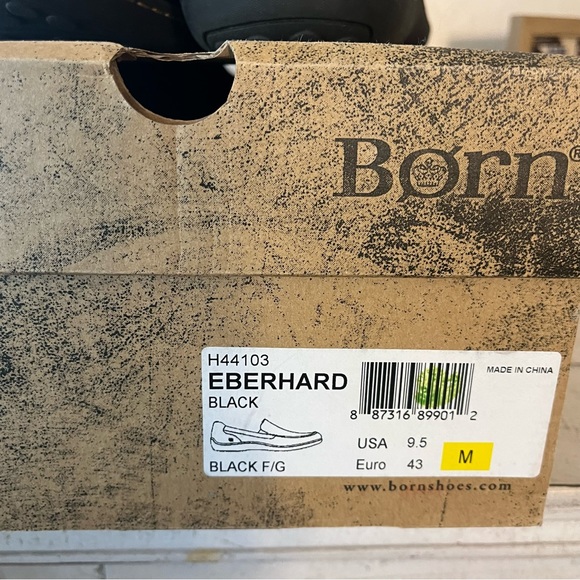 Børn®
H44103
EBERHARD
BLACK
8 87316 89901 2
MADE IN CHINA
USA 9.5
Euro 43
M
BLACK F/G
www.bornshoes.com